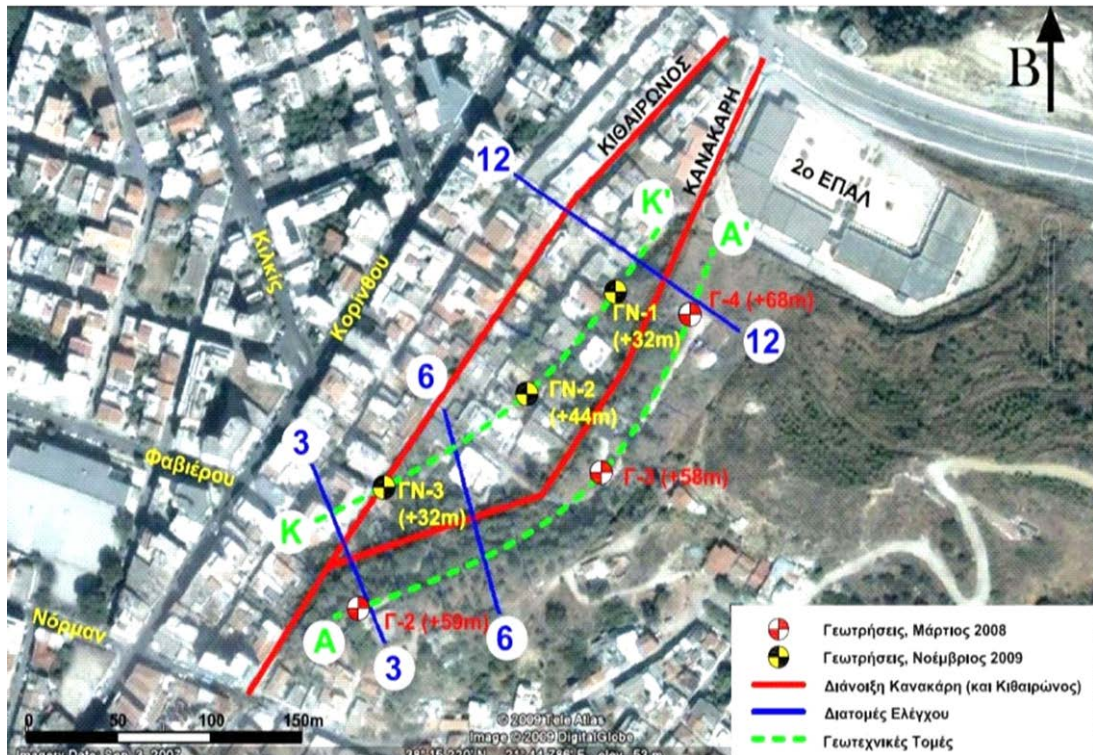 Β
ΚΙΘΑΙΡΩΝΟΣ
ΚΑΝΑΚΑΡΗ
2ο ΕΠΑΛ
12
Κ'
Α'
Κιλκίς
Κορίνθου
Γ-4 (+68m)
ΓΝ-1
(+32m)
12
6
ΓΝ-2
(+44m)
3
Φαβιέρου
Γ-3 (+58m)
ΓΝ-3
(+32m)
Κ
Νόρμαν
Α
Γ-2 (+59m)
6
3
Γεωτρήσεις, Μάρτιος 2008
Γεωτρήσεις, Νοέμβριος 2009
Διάνοιξη Κανακάρη (και Κιθαιρώνος)
Διατομές Ελέγχου
Γεωτεχνικές Τομές
0 50 100 150m
© 2009 Tele Atlas
Image © 2009 DigitalGlobe